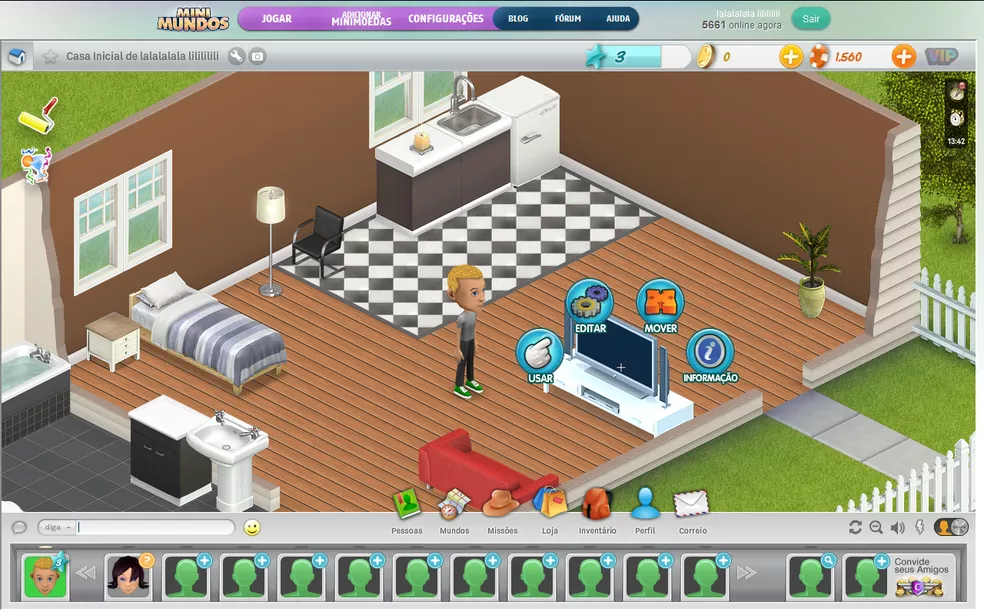 MINI
MUNDOS
JOGAR
ADICIONAR
MINIMOEDAS
CONFIGURAÇÕES
BLOG
FÓRUM
AJUDA
lalalalala lililililili
5661 online agora
Sair
Casa Inicial de lalalalala lililililili
3
0
1.560
VIP
13:42
EDITAR
MOVER
USAR
INFORMAÇÃO
diga
Pessoas
Mundos
Missões
Loja
Inventário
Perfil
Correio
3
?
Convide
seus Amigos